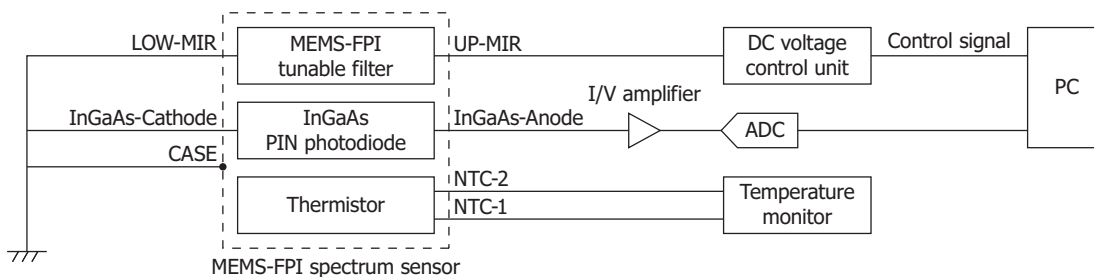 LOW-MIR
MEMS-FPI
tunable filter
UP-MIR
DC voltage
control unit
Control signal
PC
InGaAs-Cathode
InGaAs
PIN photodiode
InGaAs-Anode
I/V amplifier
ADC
CASE
Thermistor
NTC-2
NTC-1
Temperature
monitor
MEMS-FPI spectrum sensor